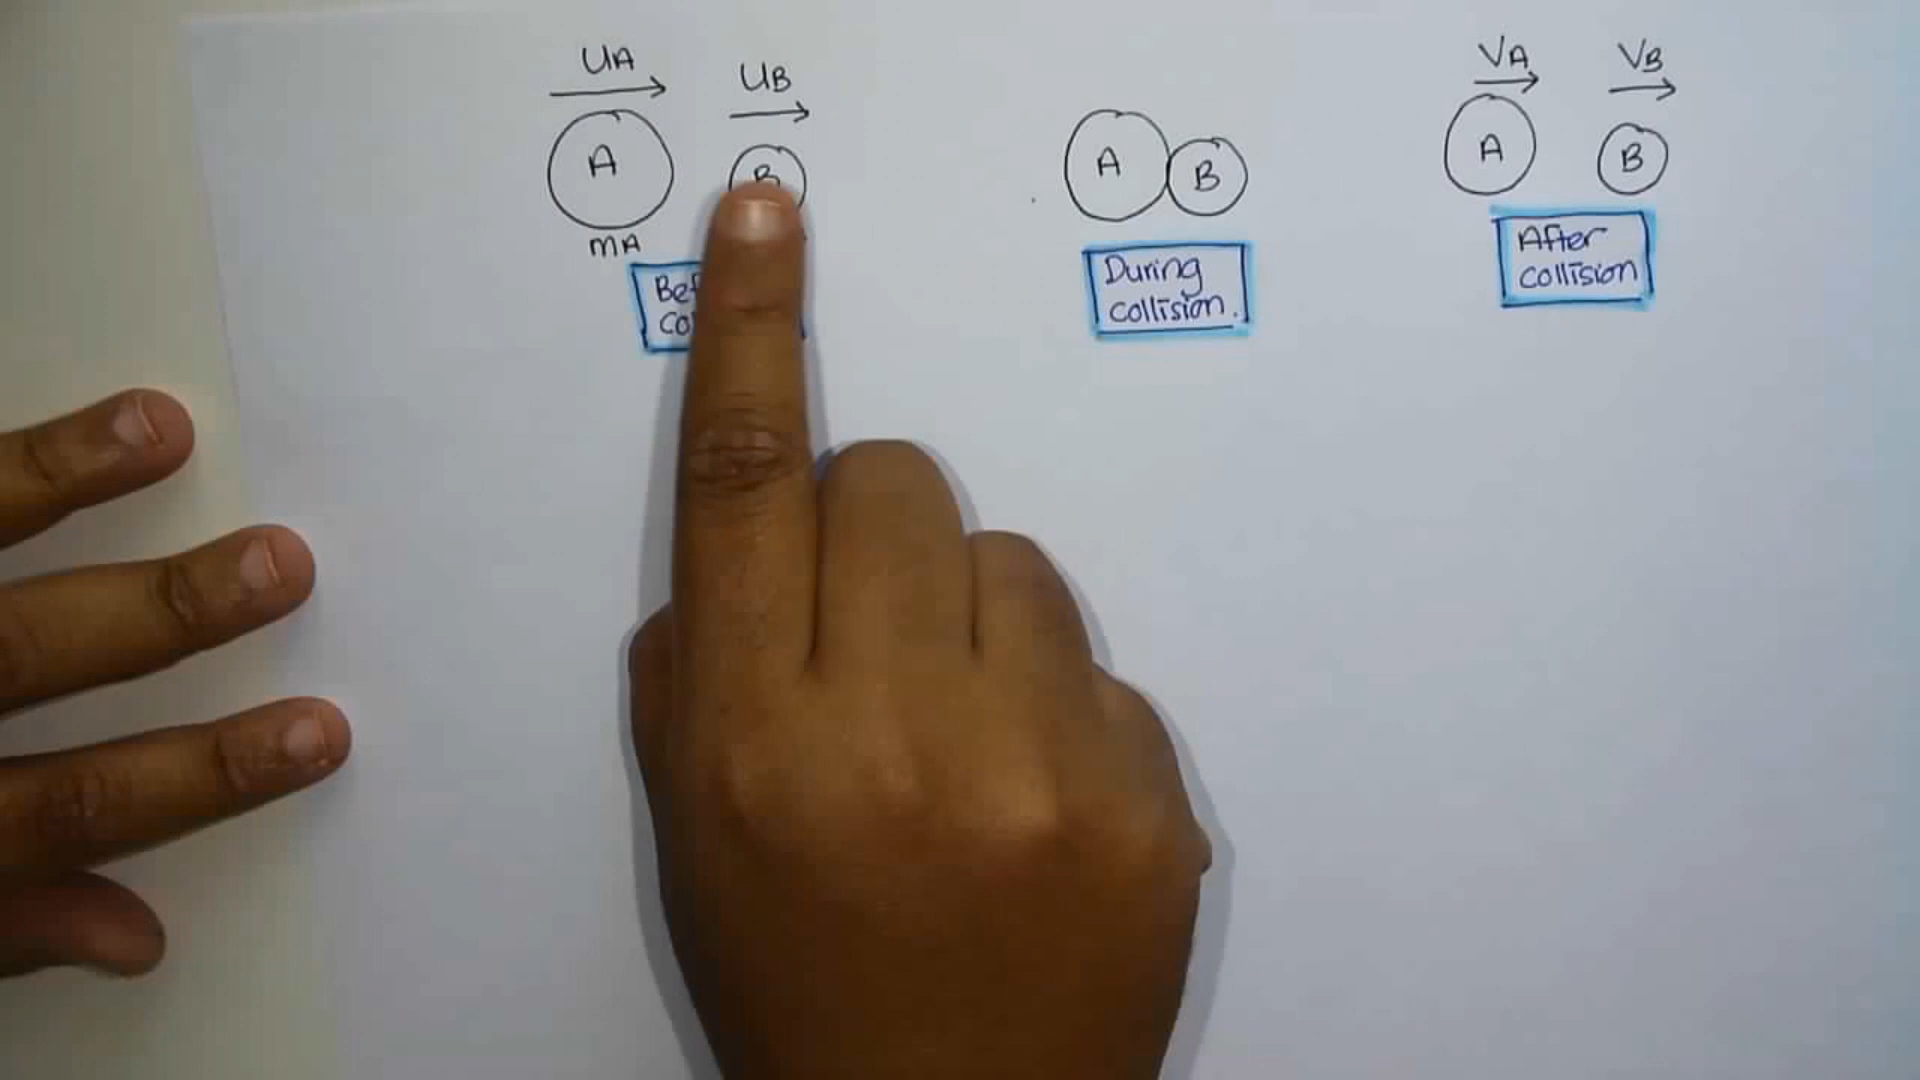 UA
UB
A
B
mA
A
B
During
collision.
VA
VB
A
B
After
collision